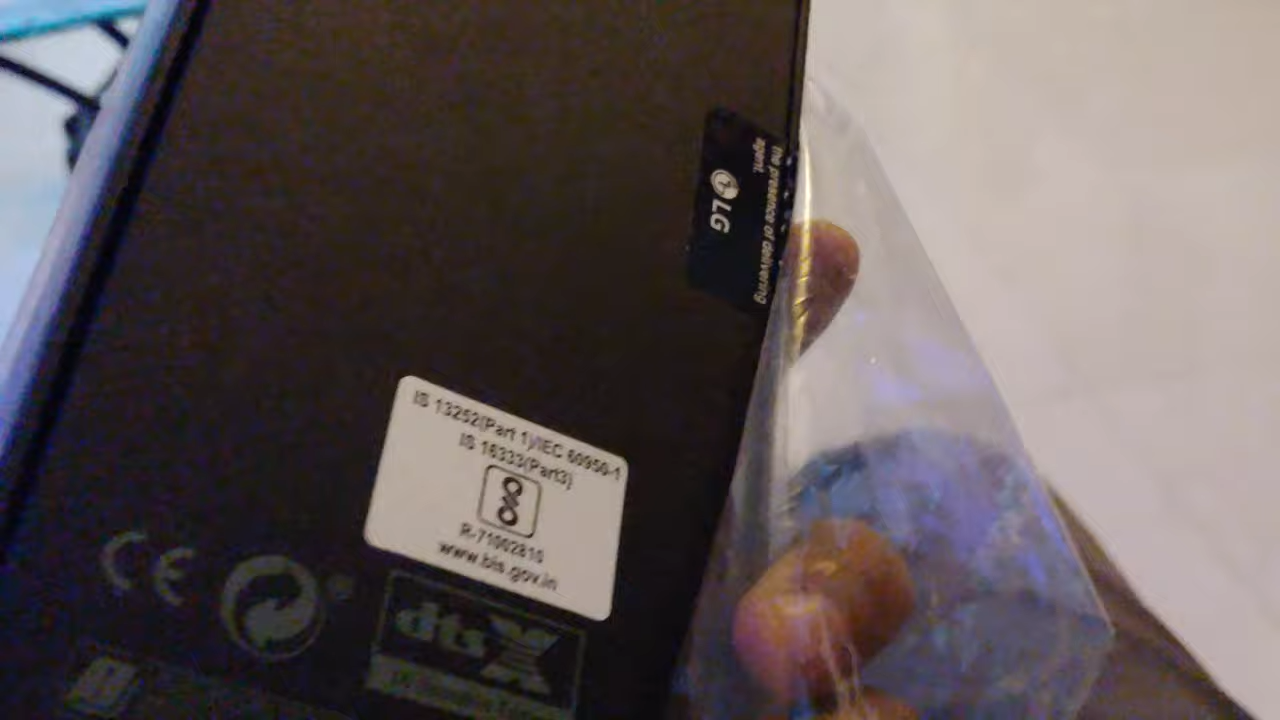 the presence of delivering
agent.
LG
IS 13252(Part 1)/IEC 60950-1
IS 16333(Part3)
R-71002810
www.bis.gov.in
CE
dts X